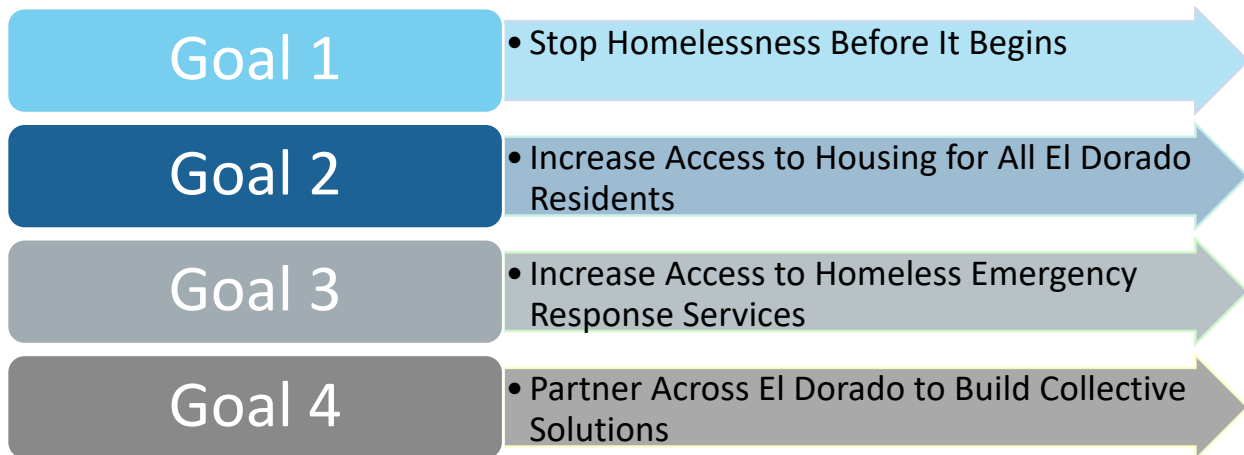 Goal 1
• Stop Homelessness Before It Begins
Goal 2
• Increase Access to Housing for All El Dorado
Residents
Goal 3
• Increase Access to Homeless Emergency
Response Services
Goal 4
• Partner Across El Dorado to Build Collective
Solutions